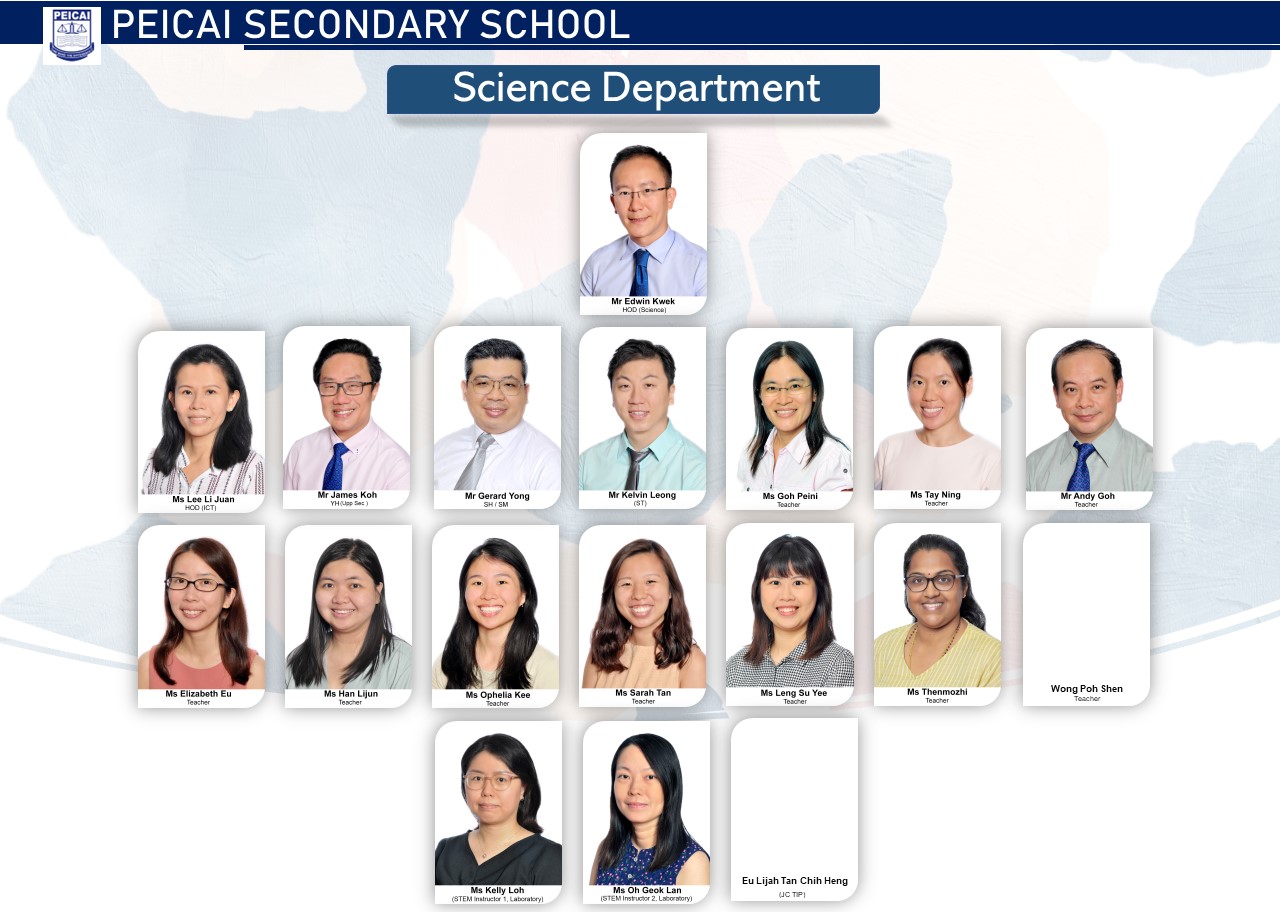 PEICAI
PEICAI SECONDARY SCHOOL
Science Department
Mr Edwin Kwek
HOD (Science)
Ms Lee Li Juan
HOD (ICT)
Mr James Koh
YH (Upp Sec )
Mr Gerard Yong
SH / SM
Mr Kelvin Leong
(ST)
Ms Goh Peini
Teacher
Ms Tay Ning
Teacher
Mr Andy Goh
Teacher
Ms Elizabeth Eu
Teacher
Ms Han Lijun
Teacher
Ms Ophelia Kee
Teacher
Ms Sarah Tan
Teacher
Ms Leng Su Yee
Teacher
Ms Thenmozhi
Teacher
Wong Poh Shen
Teacher
Ms Kelly Loh
(STEM Instructor 1, Laboratory)
Ms Oh Geok Lan
(STEM Instructor 2, Laboratory)
Eu Lijah Tan Chih Heng
(JC TIP)